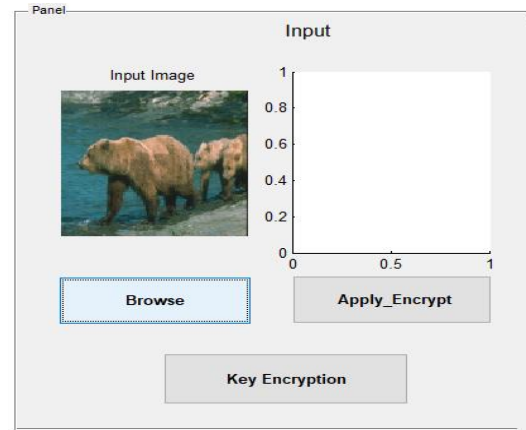 Panel
Input
Input Image
1
0.8
0.6
0.4
0.2
0
0 0.5 1
Browse
Apply_Encrypt
Key Encryption